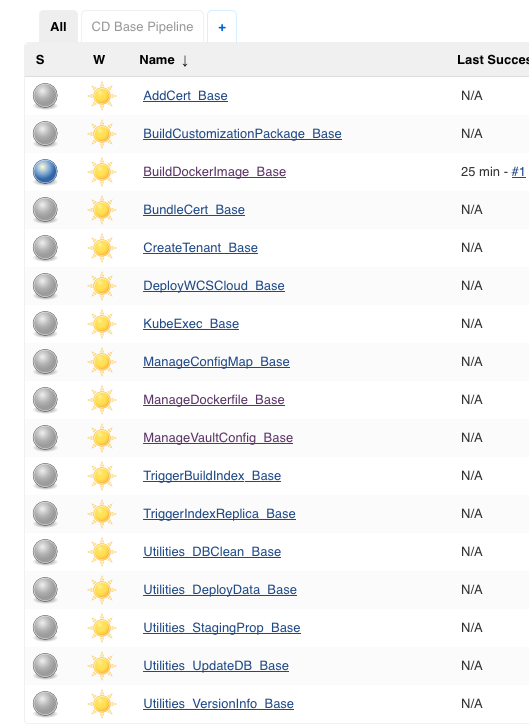 All CD Base Pipeline +
S W Name ↓ Last Succes
AddCert_Base N/A
BuildCustomizationPackage_Base N/A
BuildDockerImage_Base 25 min - #1
BundleCert_Base N/A
CreateTenant_Base N/A
DeployWCSCloud_Base N/A
KubeExec_Base N/A
ManageConfigMap_Base N/A
ManageDockerfile_Base N/A
ManageVaultConfig_Base N/A
TriggerBuildIndex_Base N/A
TriggerIndexReplica_Base N/A
Utilities_DBClean_Base N/A
Utilities_DeployData_Base N/A
Utilities_StagingProp_Base N/A
Utilities_UpdateDB_Base N/A
Utilities_VersionInfo_Base N/A